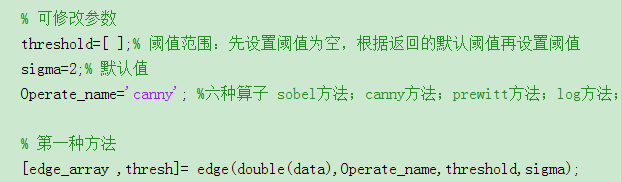 % 可修改参数
threshold=[ ];% 阈值范围：先设置阈值为空，根据返回的默认阈值再设置阈值
sigma=2;% 默认值
Operate_name='canny'; %六种算子 sobel方法；canny方法；prewitt方法；log方法；
% 第一种方法
[edge_array ,thresh]= edge(double(data),Operate_name,threshold,sigma);